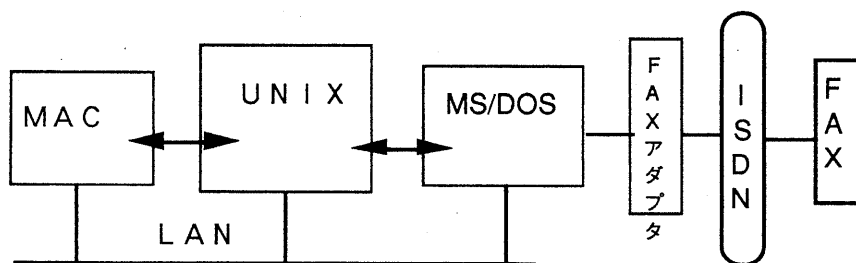 MAC
UNIX
MS/DOS
FAXアダプタ
ISDN
FAX
LAN